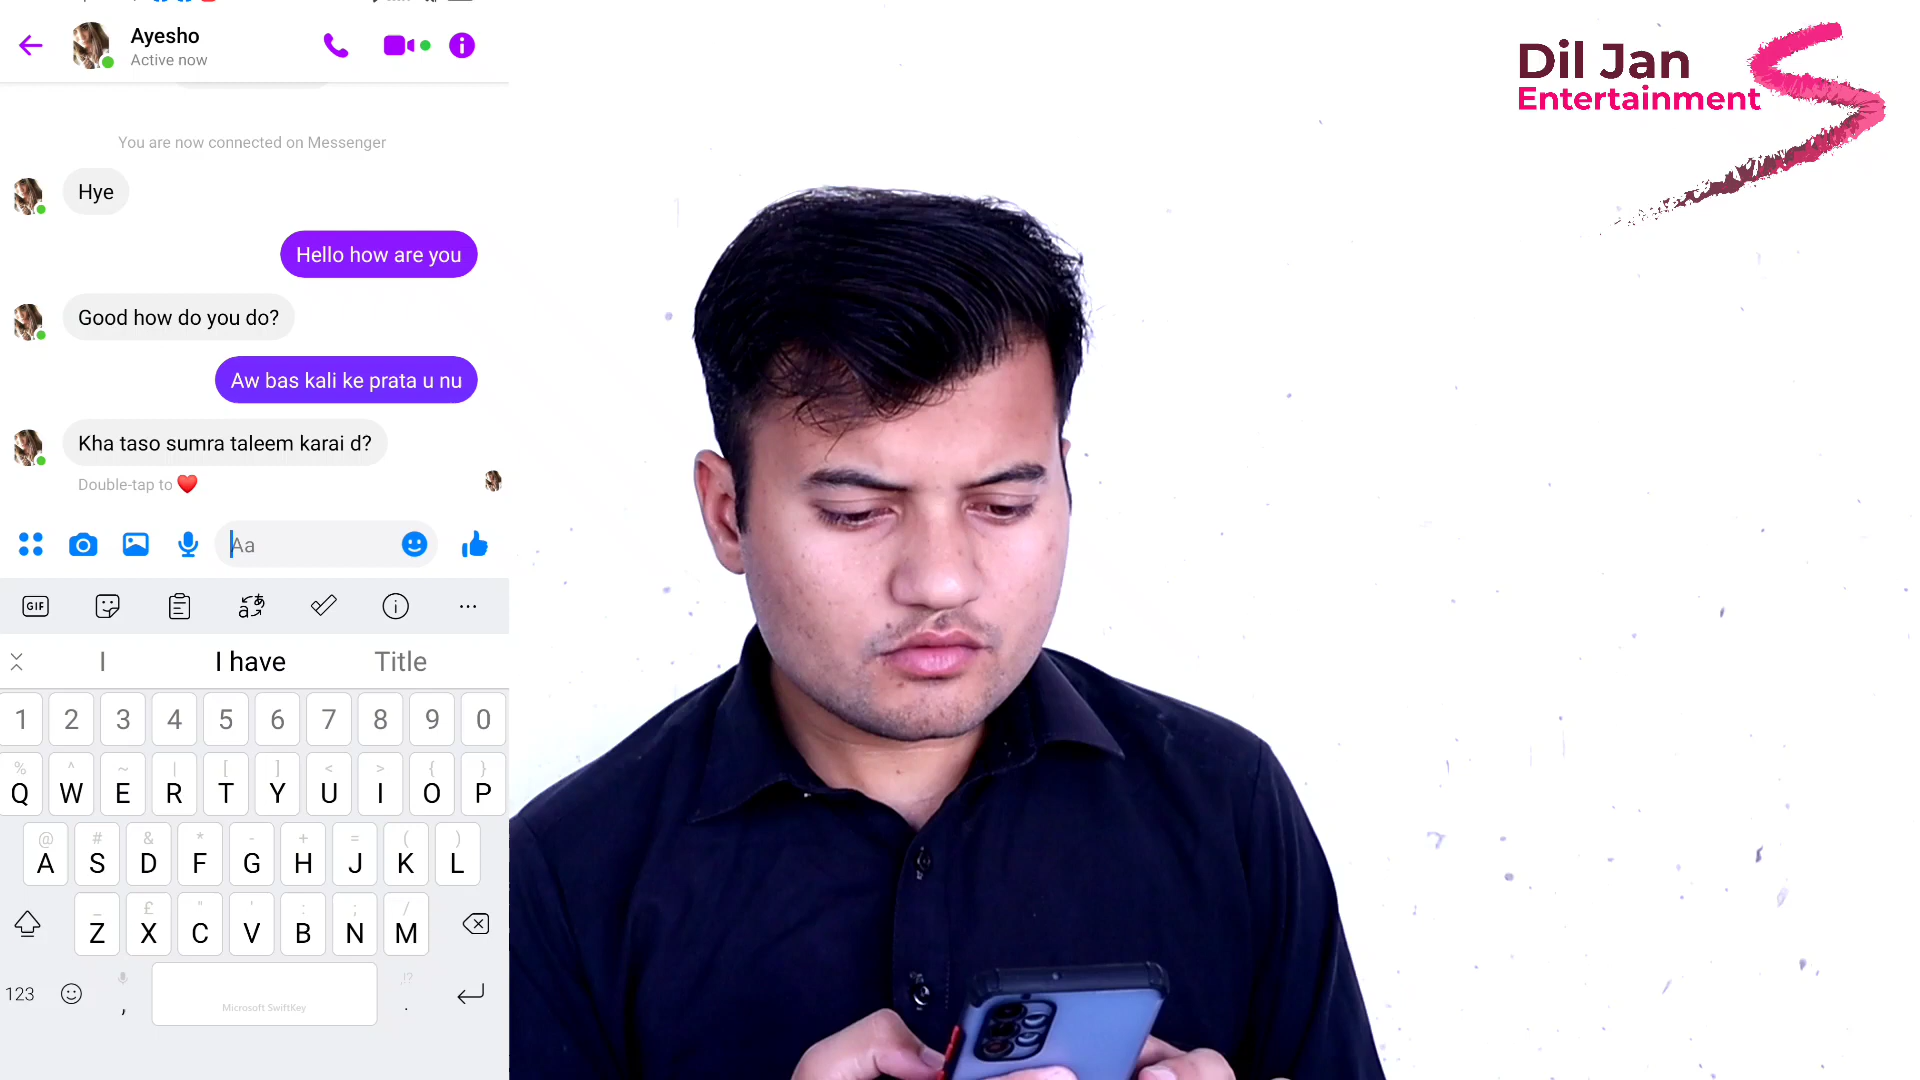 Ayesho
Active now
You are now connected on Messenger
Hye
Hello how are you
Good how do you do?
Aw bas kali ke prata u nu
Kha taso sumra taleem karai d?
Double-tap to ❤️
Aa
GIF
I
I have
Title
1 2 3 4 5 6 7 8 9 0
% ^ ~ | [ ] < > { }
Q W E R T Y U I O P
@ # & * - + = ( )
A S D F G H J K L
_ £ " ' : ; /
Z X C V B N M
123 , ,!? .
Microsoft SwiftKey
Dil Jan
Entertainment